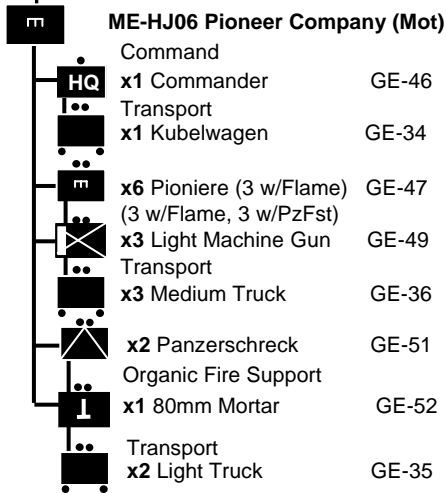 ME-HJ06 Pioneer Company (Mot)
Command
HQ x1 Commander GE-46
Transport
x1 Kubelwagen GE-34
x6 Pioniere (3 w/Flame) GE-47
(3 w/Flame, 3 w/PzFst)
x3 Light Machine Gun GE-49
Transport
x3 Medium Truck GE-36
x2 Panzerschreck GE-51
Organic Fire Support
x1 80mm Mortar GE-52
Transport
x2 Light Truck GE-35